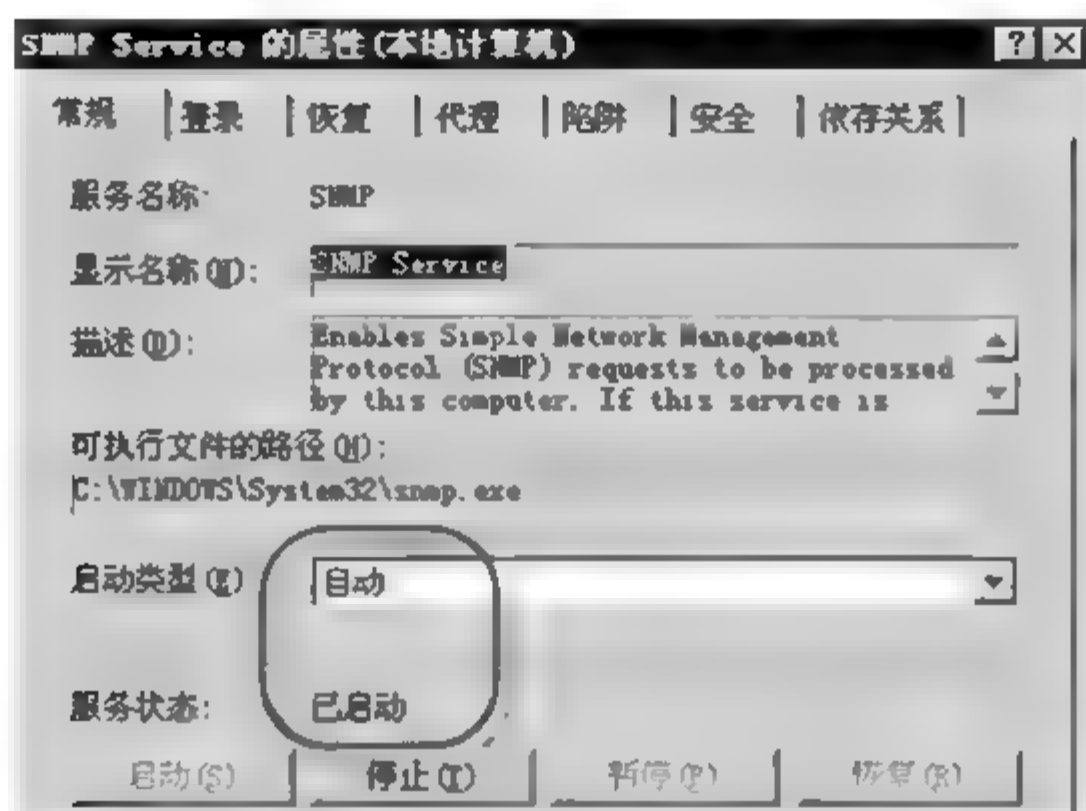 SNMP Service 的属性(本地计算机)
常规 登录 恢复 代理 陷阱 安全 依存关系
服务名称: SNMP
显示名称(N): SNMP Service
描述(D): Enables Simple Network Management
Protocol (SNMP) requests to be processed
by this computer. If this service is
可执行文件的路径(H):
C:\WINDOWS\System32\snmp.exe
启动类型(E) 自动
服务状态: 已启动
启动(S) 停止(T) 暂停(P) 恢复(R)